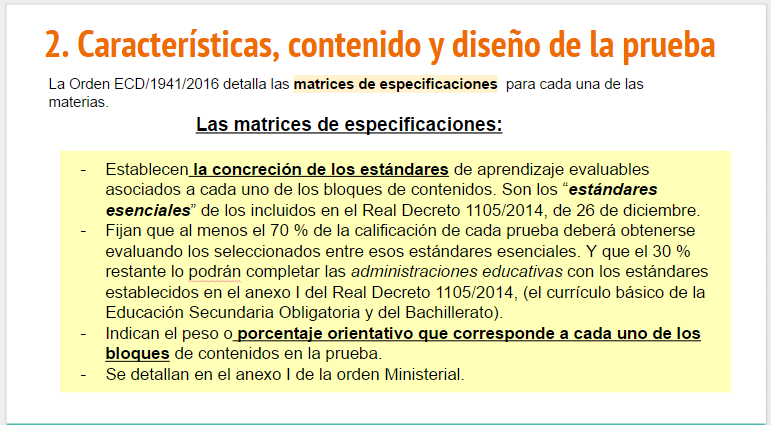 2. Características, contenido y diseño de la prueba
La Orden ECD/1941/2016 detalla las matrices de especificaciones para cada una de las
materias.
Las matrices de especificaciones:
- Establecen la concreción de los estándares de aprendizaje evaluables
asociados a cada uno de los bloques de contenidos. Son los “estándares
esenciales” de los incluidos en el Real Decreto 1105/2014, de 26 de diciembre.
- Fijan que al menos el 70 % de la calificación de cada prueba deberá obtenerse
evaluando los seleccionados entre esos estándares esenciales. Y que el 30 %
restante lo podrán completar las administraciones educativas con los estándares
establecidos en el anexo I del Real Decreto 1105/2014, (el currículo básico de la
Educación Secundaria Obligatoria y del Bachillerato).
- Indican el peso o porcentaje orientativo que corresponde a cada uno de los
bloques de contenidos en la prueba.
- Se detallan en el anexo I de la orden Ministerial.